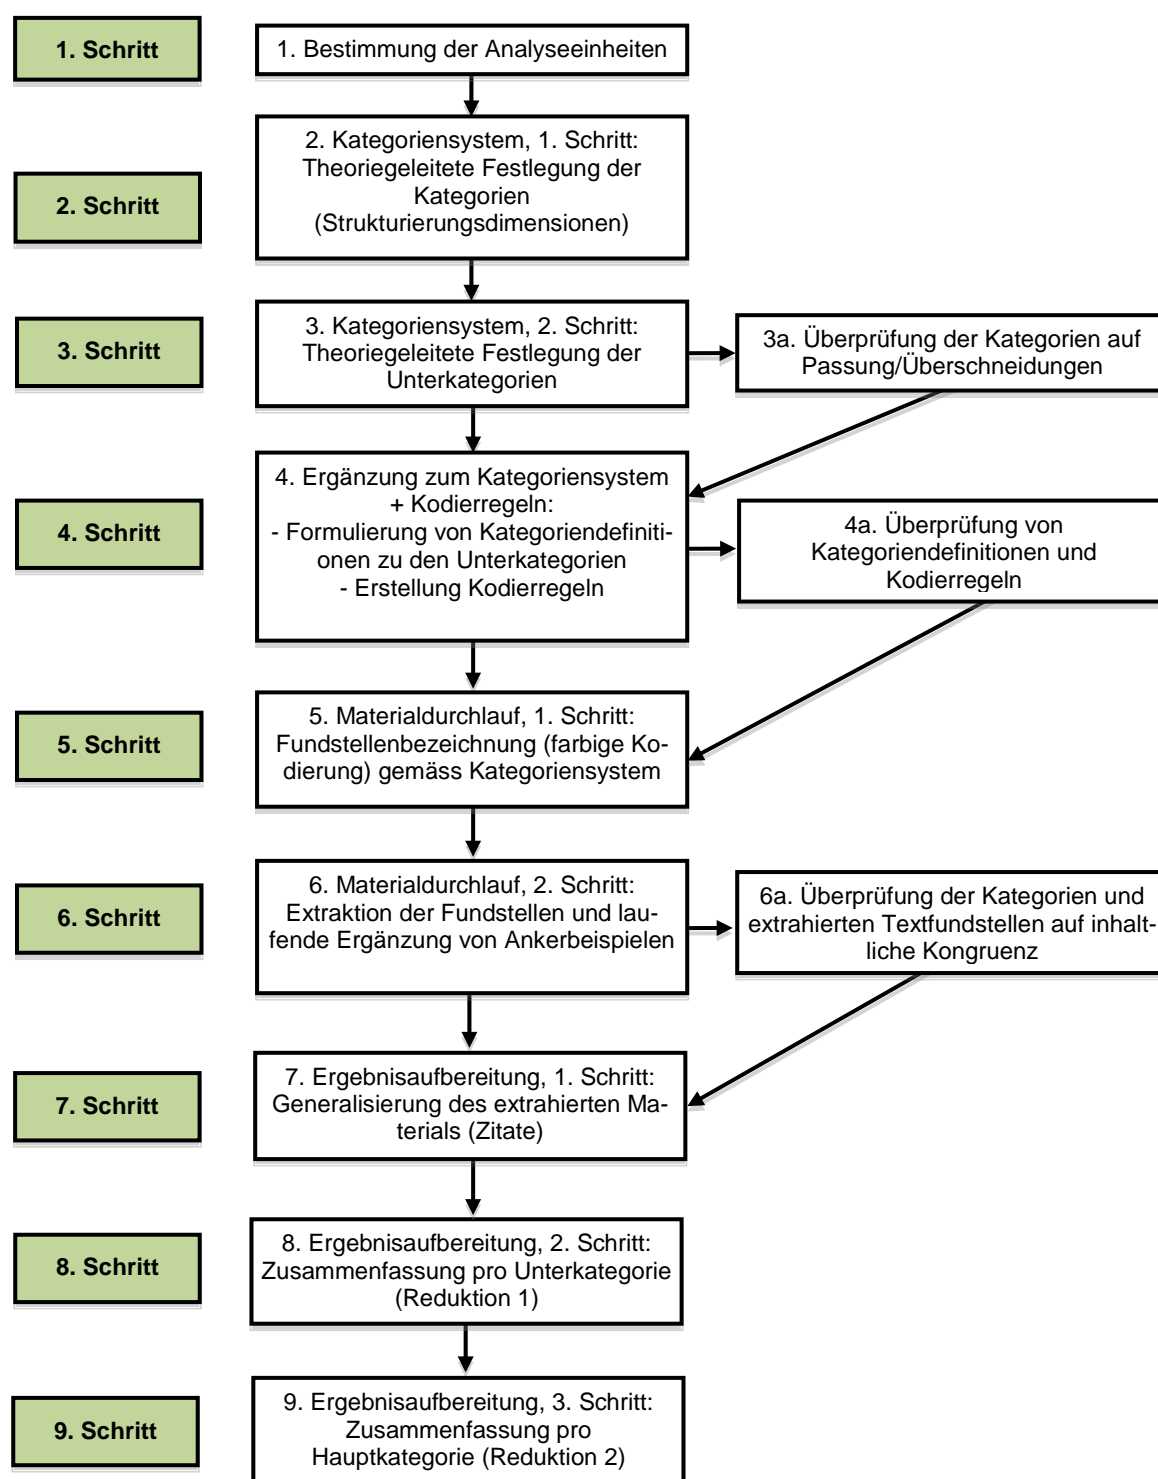 1. Schritt
1. Bestimmung der Analyseeinheiten
2. Schritt
2. Kategoriensystem, 1. Schritt:
Theoriegeleitete Festlegung der
Kategorien
(Strukturierungsdimensionen)
3. Schritt
3. Kategoriensystem, 2. Schritt:
Theoriegeleitete Festlegung der
Unterkategorien
3a. Überprüfung der Kategorien auf
Passung/Überschneidungen
4. Schritt
4. Ergänzung zum Kategoriensystem
+ Kodierregeln:
- Formulierung von Kategoriendefiniti-
onen zu den Unterkategorien
- Erstellung Kodierregeln
4a. Überprüfung von
Kategoriendefinitionen und
Kodierregeln
5. Schritt
5. Materialdurchlauf, 1. Schritt:
Fundstellenbezeichnung (farbige Ko-
dierung) gemäss Kategoriensystem
6. Schritt
6. Materialdurchlauf, 2. Schritt:
Extraktion der Fundstellen und lau-
fende Ergänzung von Ankerbeispielen
6a. Überprüfung der Kategorien und
extrahierten Textfundstellen auf inhalt-
liche Kongruenz
7. Schritt
7. Ergebnisaufbereitung, 1. Schritt:
Generalisierung des extrahierten Ma-
terials (Zitate)
8. Schritt
8. Ergebnisaufbereitung, 2. Schritt:
Zusammenfassung pro Unterkategorie
(Reduktion 1)
9. Schritt
9. Ergebnisaufbereitung, 3. Schritt:
Zusammenfassung pro
Hauptkategorie (Reduktion 2)